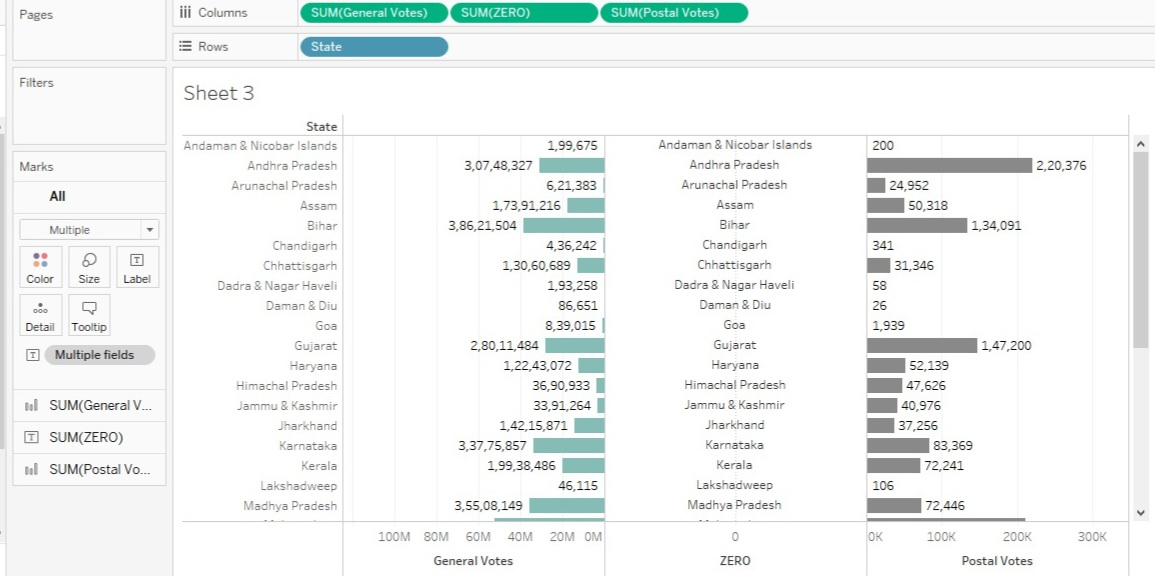 Pages
Columns SUM(General Votes) SUM(ZERO) SUM(Postal Votes)
Rows State
Filters
Sheet 3
State
Marks
All
Multiple
Color Size Label
Detail Tooltip
Multiple fields
SUM(General V...
SUM(ZERO)
SUM(Postal Vo...
Andaman & Nicobar Islands 1,99,675 Andaman & Nicobar Islands 200
Andhra Pradesh 3,07,48,327 Andhra Pradesh 2,20,376
Arunachal Pradesh 6,21,383 Arunachal Pradesh 24,952
Assam 1,73,91,216 Assam 50,318
Bihar 3,86,21,504 Bihar 1,34,091
Chandigarh 4,36,242 Chandigarh 341
Chhattisgarh 1,30,60,689 Chhattisgarh 31,346
Dadra & Nagar Haveli 1,93,258 Dadra & Nagar Haveli 58
Daman & Diu 86,651 Daman & Diu 26
Goa 8,39,015 Goa 1,939
Gujarat 2,80,11,484 Gujarat 1,47,200
Haryana 1,22,43,072 Haryana 52,139
Himachal Pradesh 36,90,933 Himachal Pradesh 47,626
Jammu & Kashmir 33,91,264 Jammu & Kashmir 40,976
Jharkhand 1,42,15,871 Jharkhand 37,256
Karnataka 3,37,75,857 Karnataka 83,369
Kerala 1,99,38,486 Kerala 72,241
Lakshadweep 46,115 Lakshadweep 106
Madhya Pradesh 3,55,08,149 Madhya Pradesh 72,446
100M 80M 60M 40M 20M 0M 0 0K 100K 200K 300K
General Votes ZERO Postal Votes